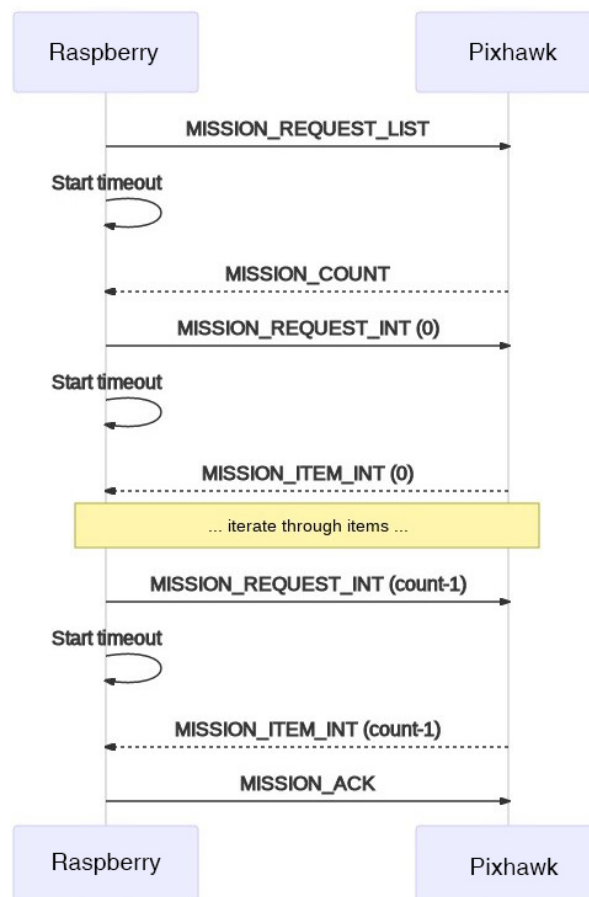 Raspberry
Pixhawk
MISSION_REQUEST_LIST
Start timeout
MISSION_COUNT
MISSION_REQUEST_INT (0)
Start timeout
MISSION_ITEM_INT (0)
... iterate through items ...
MISSION_REQUEST_INT (count-1)
Start timeout
MISSION_ITEM_INT (count-1)
MISSION_ACK
Raspberry
Pixhawk